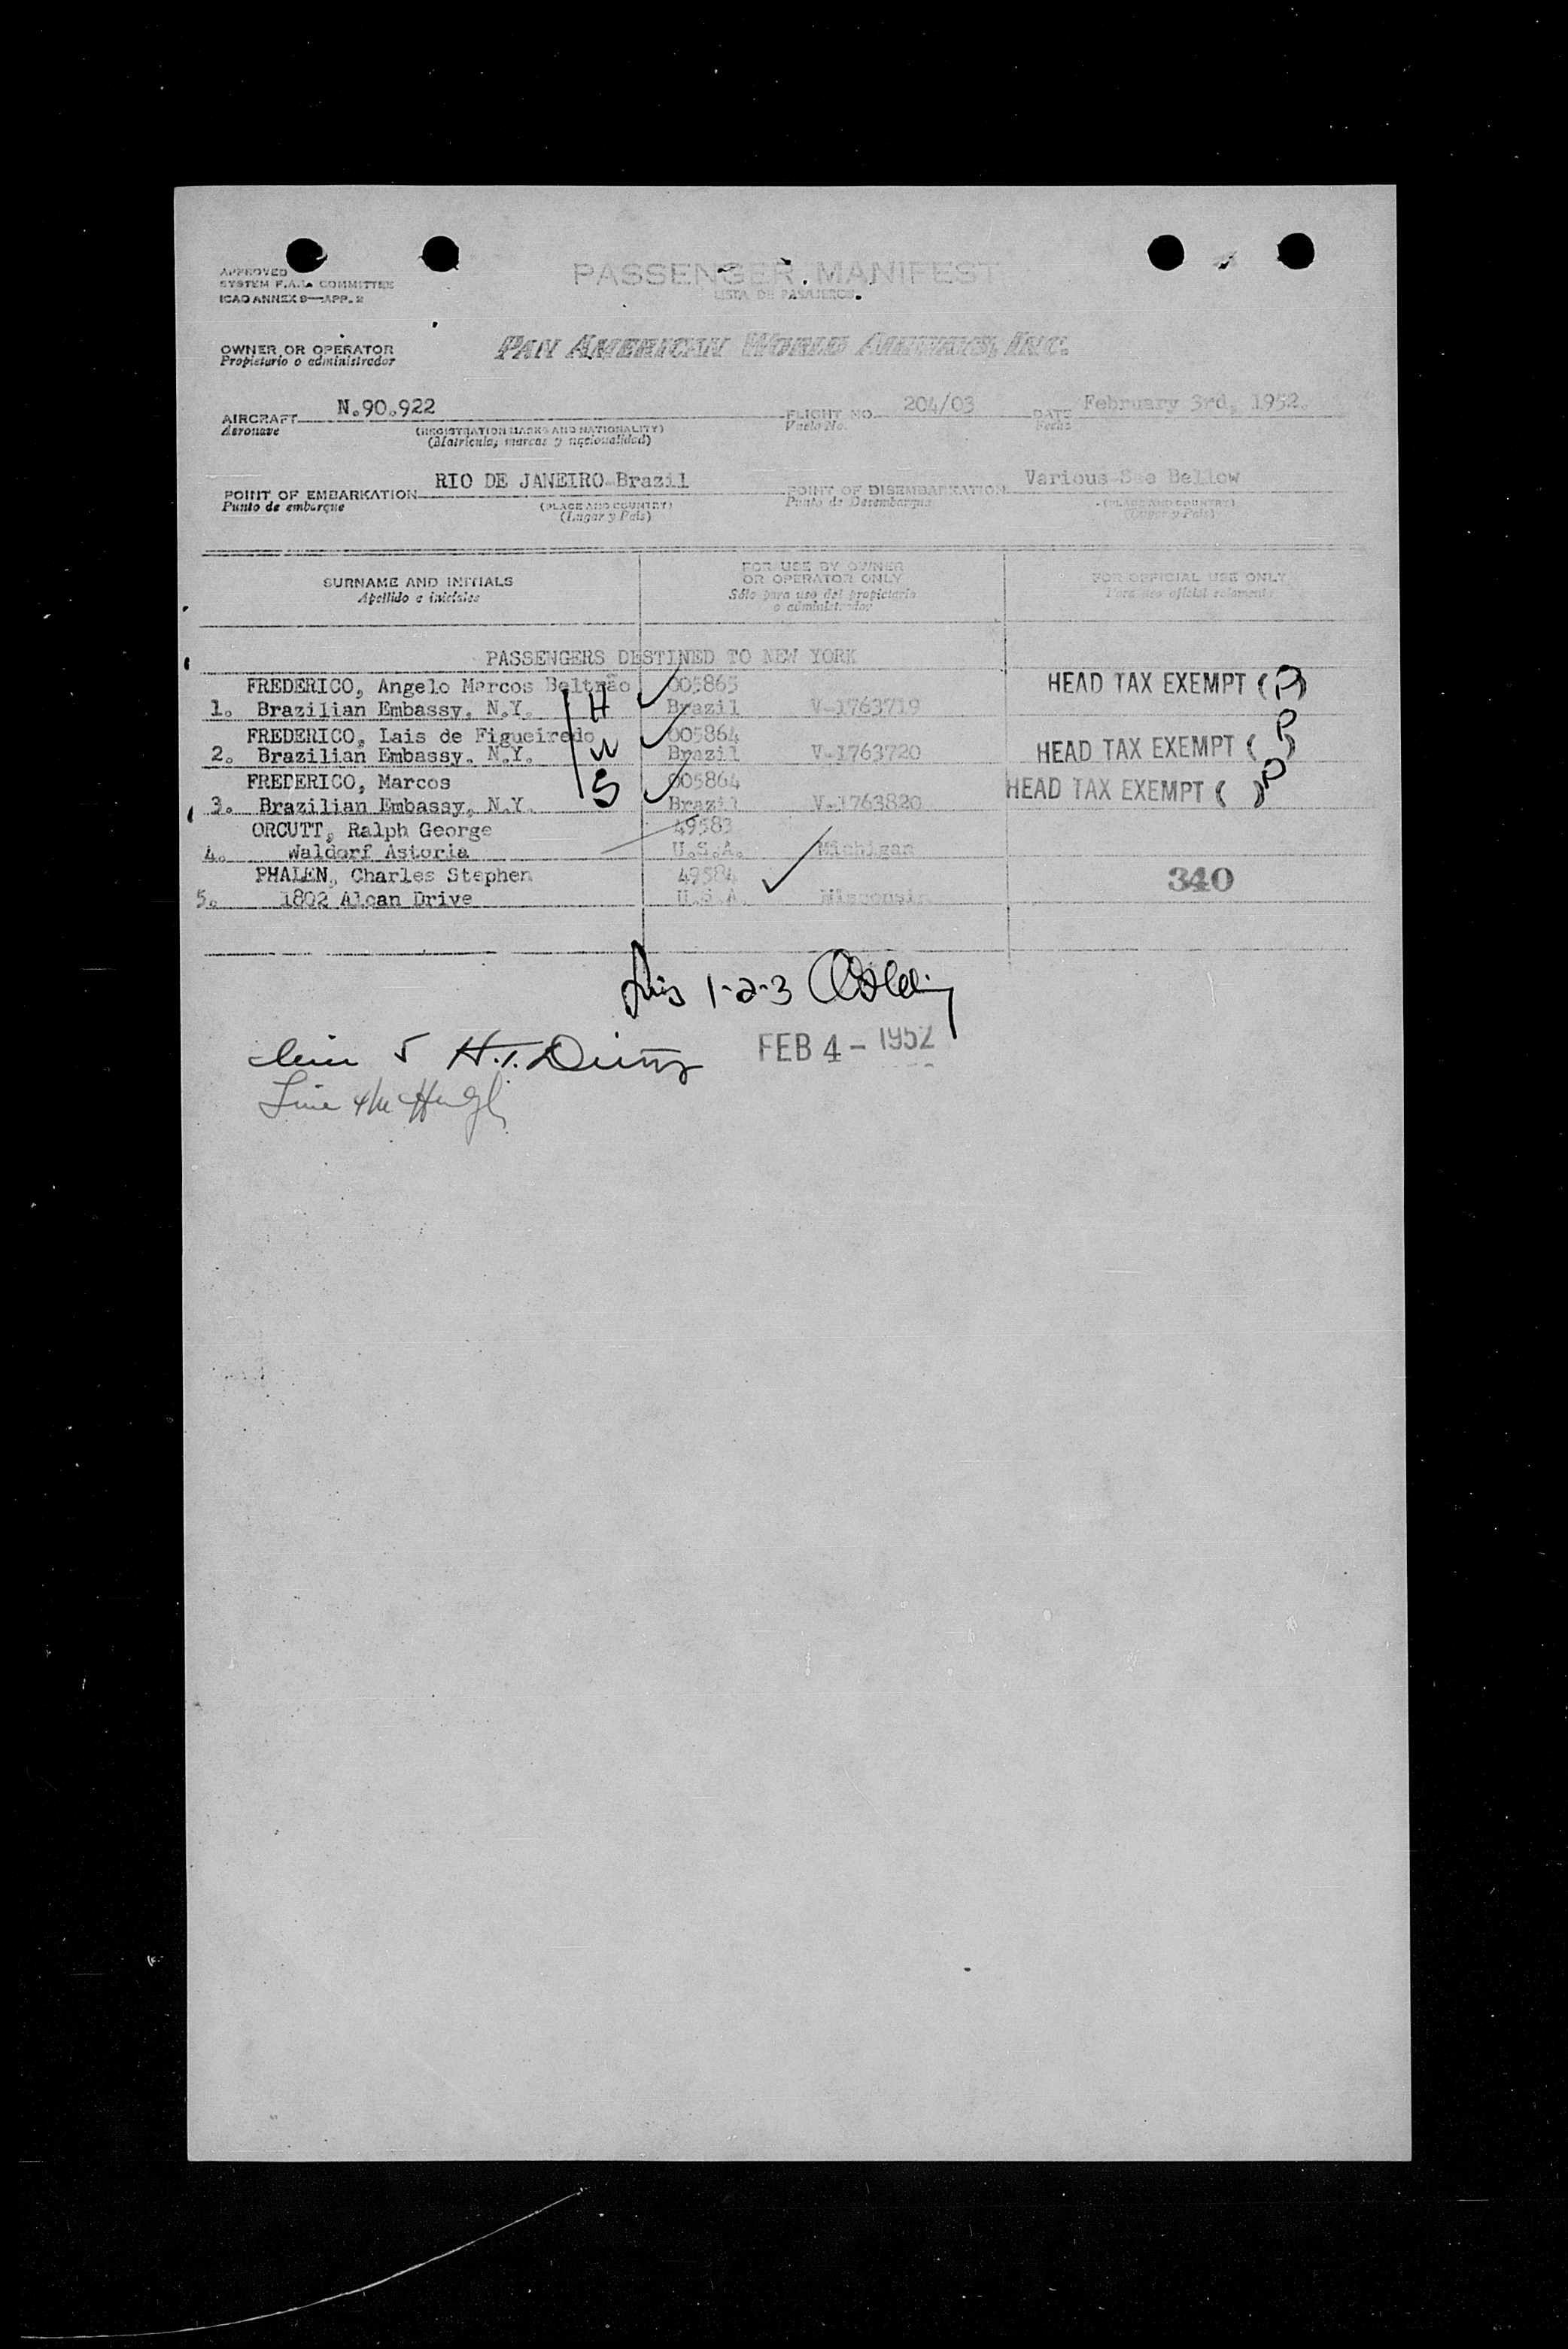 APPROVED
SYSTEM F.A.L. COMMITTEE
ICAO ANNEX 9—APP. 2
PASSENGER MANIFEST
LISTA DE PASAJEROS
OWNER OR OPERATOR
Propietario o administrador
PAN AMERICAN WORLD AIRWAYS, INC.
AIRCRAFT N.90.922 FLIGHT NO. 204/03 DATE February 3rd, 1952.
Aeronave (REGISTRATION MARKS AND NATIONALITY) Vuelo No. Fecha
(Matricula, marcas y nacionalidad)
POINT OF EMBARKATION RIO DE JANEIRO-Brazil POINT OF DISEMBARKATION Various-See Bellow
Punto de embarque (PLACE AND COUNTRY) Punto de Desembarque (PLACE AND COUNTRY)
(Lugar y Pais) (Lugar y Pais)
SURNAME AND INITIALS
Apellido e iniciales
FOR USE BY OWNER
OR OPERATOR ONLY
Sólo para uso del propietario
o administrador
FOR OFFICIAL USE ONLY
Para uso oficial solamente
PASSENGERS DESTINED TO NEW YORK
FREDERICO, Angelo Marcos Beltrão 005865 HEAD TAX EXEMPT (P)
1. Brazilian Embassy, N.Y. H Brazil V-1763719
FREDERICO, Lais de Figueiredo 005864 HEAD TAX EXEMPT ( P )
2. Brazilian Embassy, N.Y. W Brazil V-1763720
FREDERICO, Marcos 005864 HEAD TAX EXEMPT ( ) P
3. Brazilian Embassy, N.Y. S Brazil V-1763820
ORCUTT, Ralph George 49583
4. Waldorf Astoria U.S.A. Michigan
PHALEN, Charles Stephen 49584 340
5. 1802 Alcan Drive U.S.A. Wisconsin
1-2-3
5 H.T.
FEB 4 - 1952
Line 4